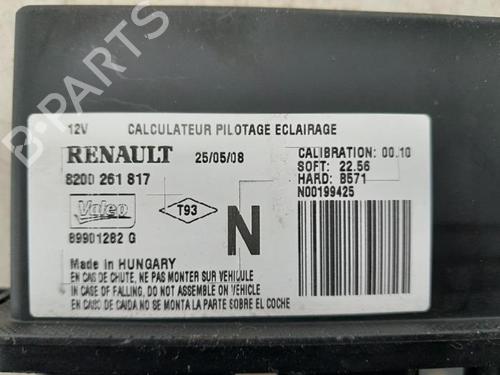 B-PARTS
12V CALCULATEUR PILOTAGE ECLAIRAGE
RENAULT 25/05/08 CALIBRATION: 00.10
SOFT: 22.56
8200 261 817 HARD: B571
N00199425
Valeo T93 N
89901282 G
Made in HUNGARY
EN CAS DE CHUTE, NE PAS MONTER SUR VEHICULE
IN CASE OF FALLING, DO NOT ASSEMBLE ON VEHICLE
EN CASO DE CAIDA NO SE MONTA LA PARTE SOBRE EL COCHE